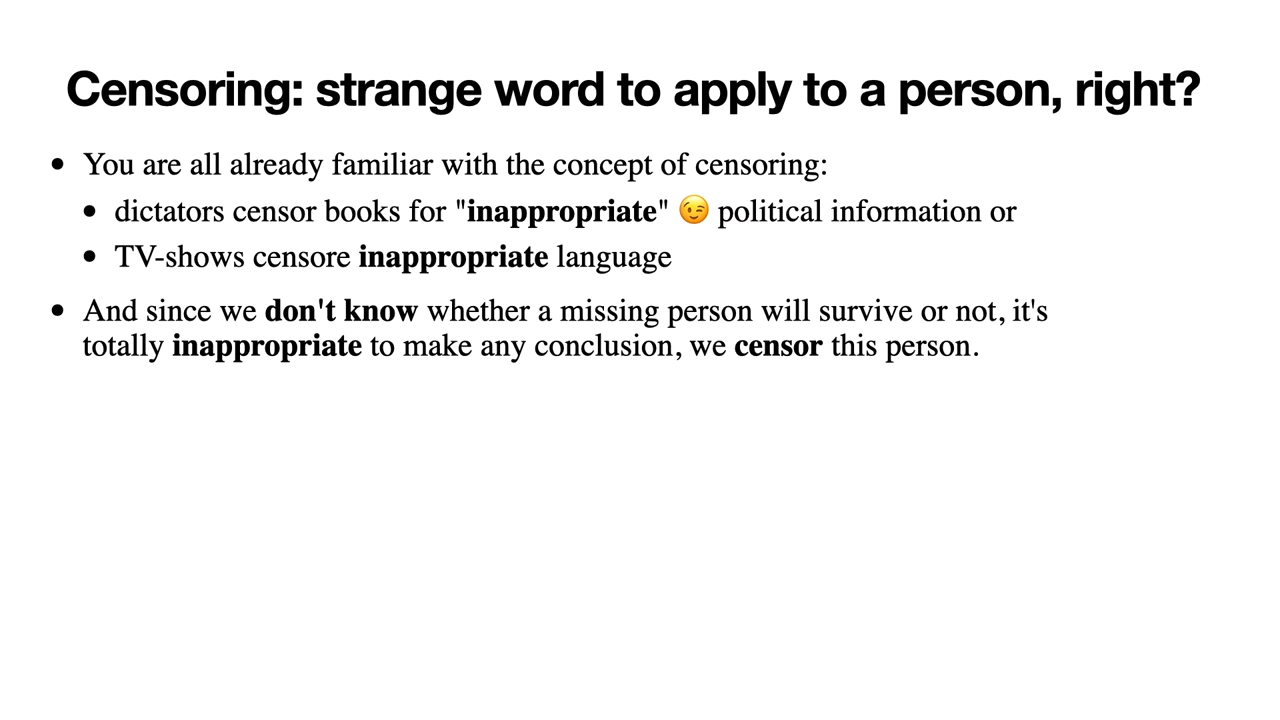 Censoring: strange word to apply to a person, right?
• You are all already familiar with the concept of censoring:
• dictators censor books for "inappropriate" 😉 political information or
• TV-shows censore inappropriate language
• And since we don't know whether a missing person will survive or not, it's
totally inappropriate to make any conclusion, we censor this person.